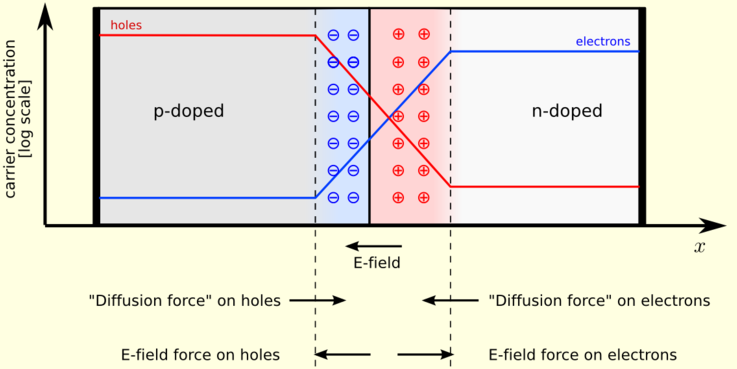 carrier concentration
[log scale]
holes
electrons
p-doped
n-doped
x
E-field
"Diffusion force" on holes
"Diffusion force" on electrons
E-field force on holes
E-field force on electrons